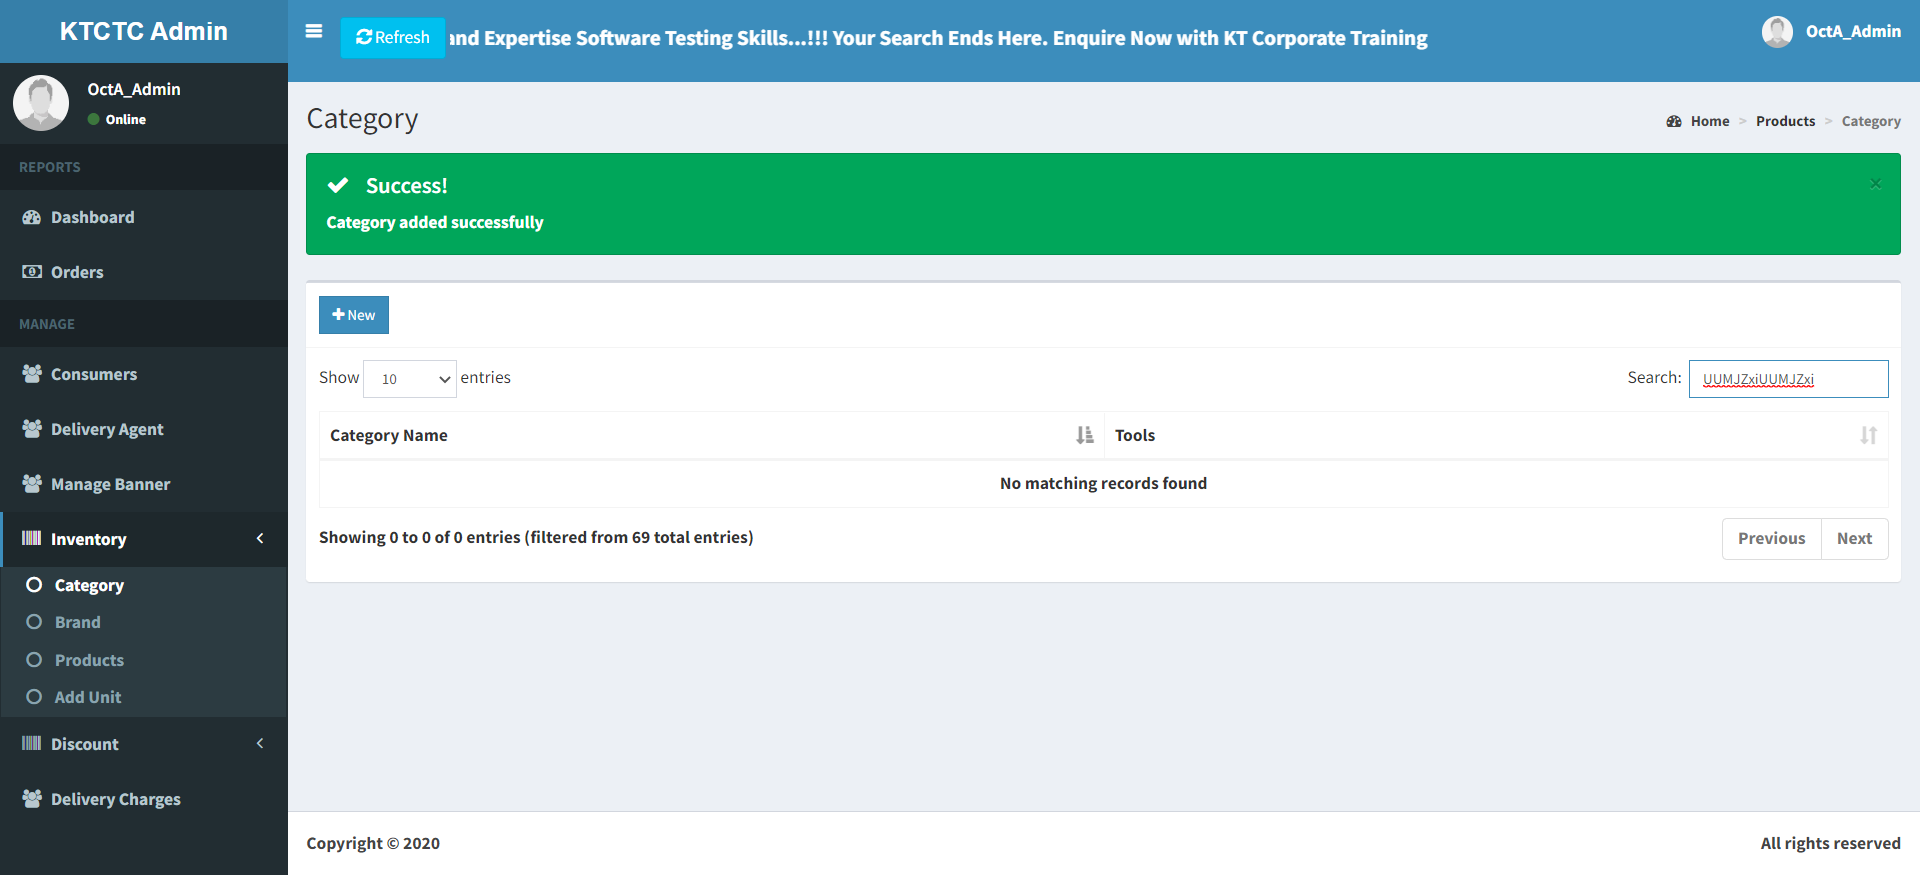 KTCTC Admin
Refresh
and Expertise Software Testing Skills...!!! Your Search Ends Here. Enquire Now with KT Corporate Training
OctA_Admin
OctA_Admin
Online
REPORTS
Dashboard
Orders
MANAGE
Consumers
Delivery Agent
Manage Banner
Inventory
Category
Brand
Products
Add Unit
Discount
Delivery Charges
Category
Home > Products > Category
Success!
×
Category added successfully
New
Show 10 entries
Search: UUMJZxiUUMJZxi
Category Name
Tools
No matching records found
Showing 0 to 0 of 0 entries (filtered from 69 total entries)
Previous
Next
Copyright © 2020
All rights reserved